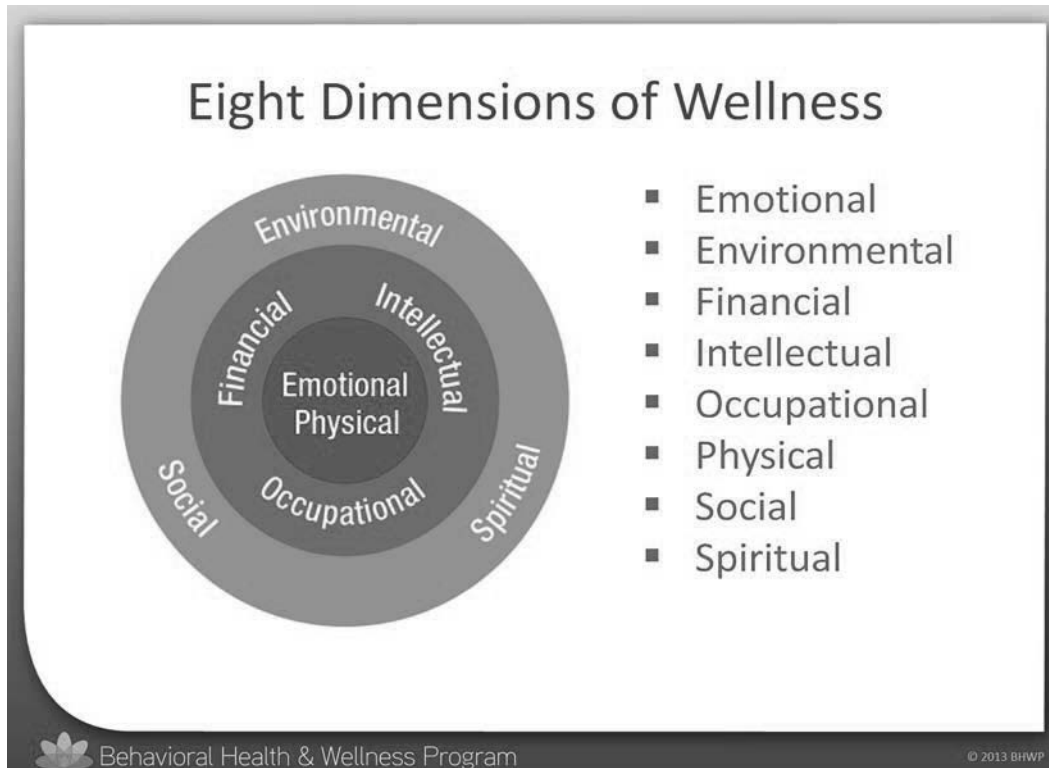 Eight Dimensions of Wellness
Environmental
Financial
Intellectual
Emotional
Physical
Occupational
Social
Spiritual
▪ Emotional
▪ Environmental
▪ Financial
▪ Intellectual
▪ Occupational
▪ Physical
▪ Social
▪ Spiritual
Behavioral Health & Wellness Program
© 2013 BHWP